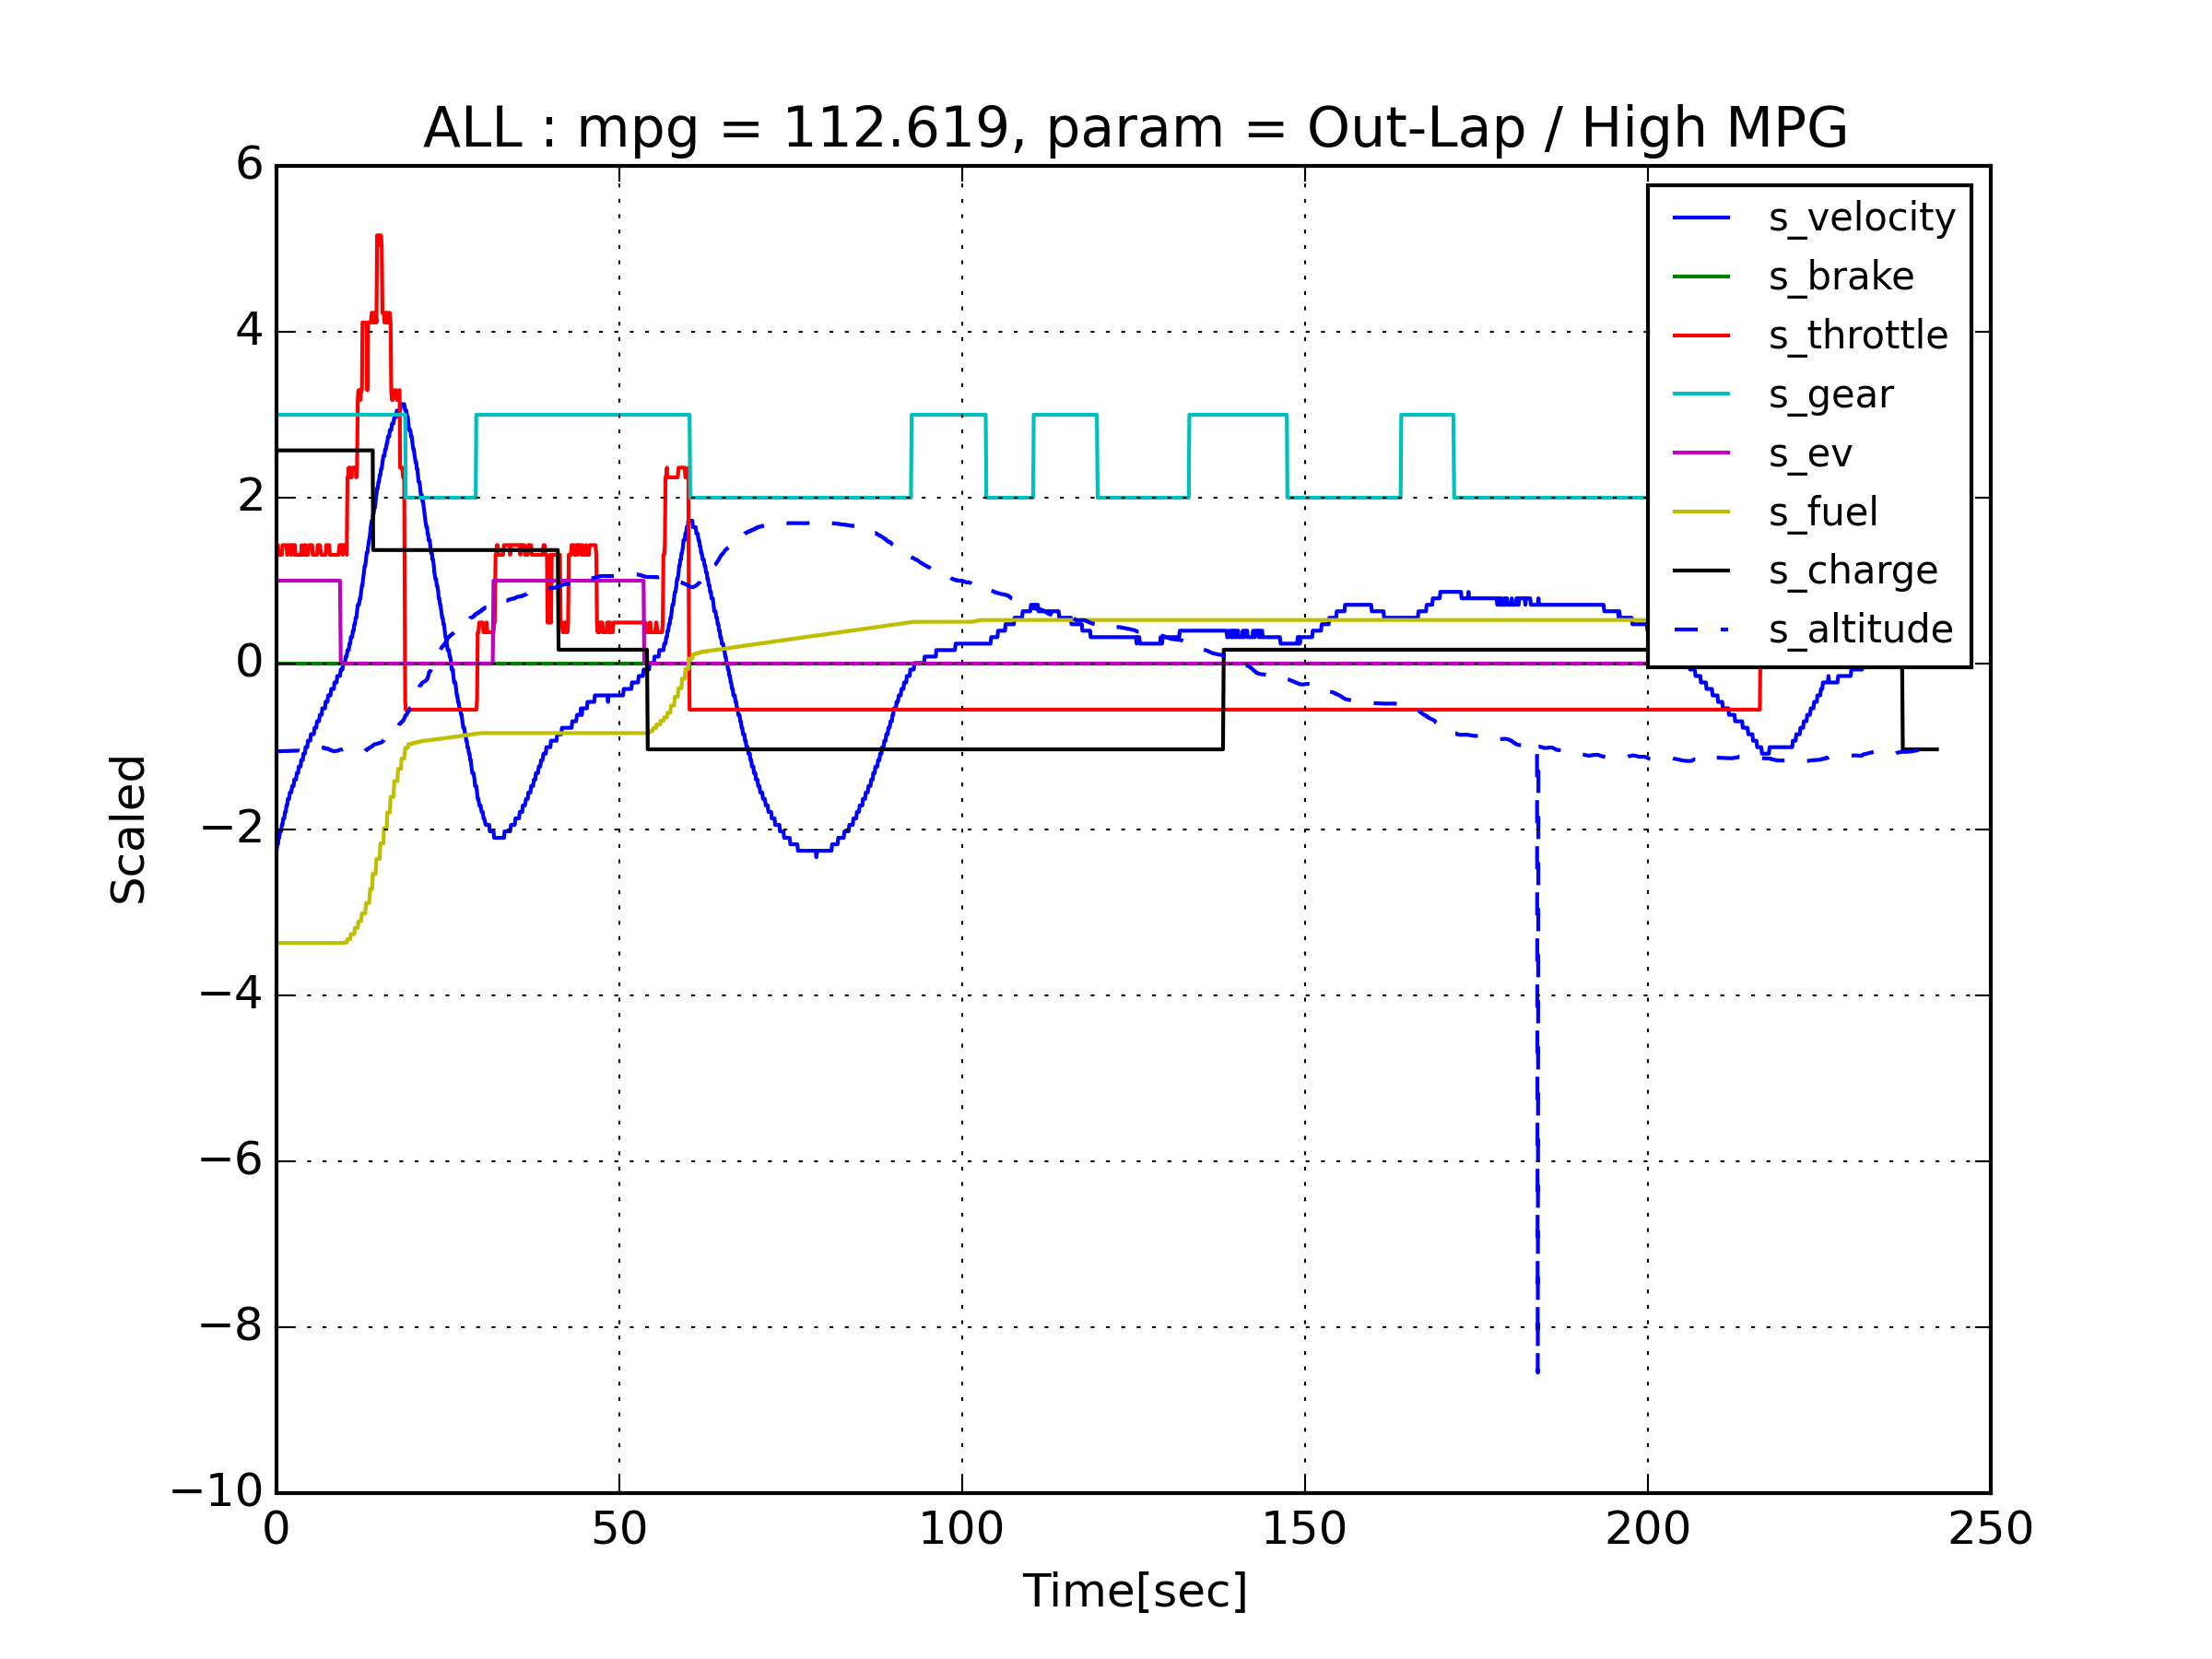 ALL : mpg = 112.619, param = Out-Lap / High MPG
6
4
2
0
−2
−4
−6
−8
−10
Scaled
s_velocity
s_brake
s_throttle
s_gear
s_ev
s_fuel
s_charge
s_altitude
0 50 100 150 200 250
Time[sec]